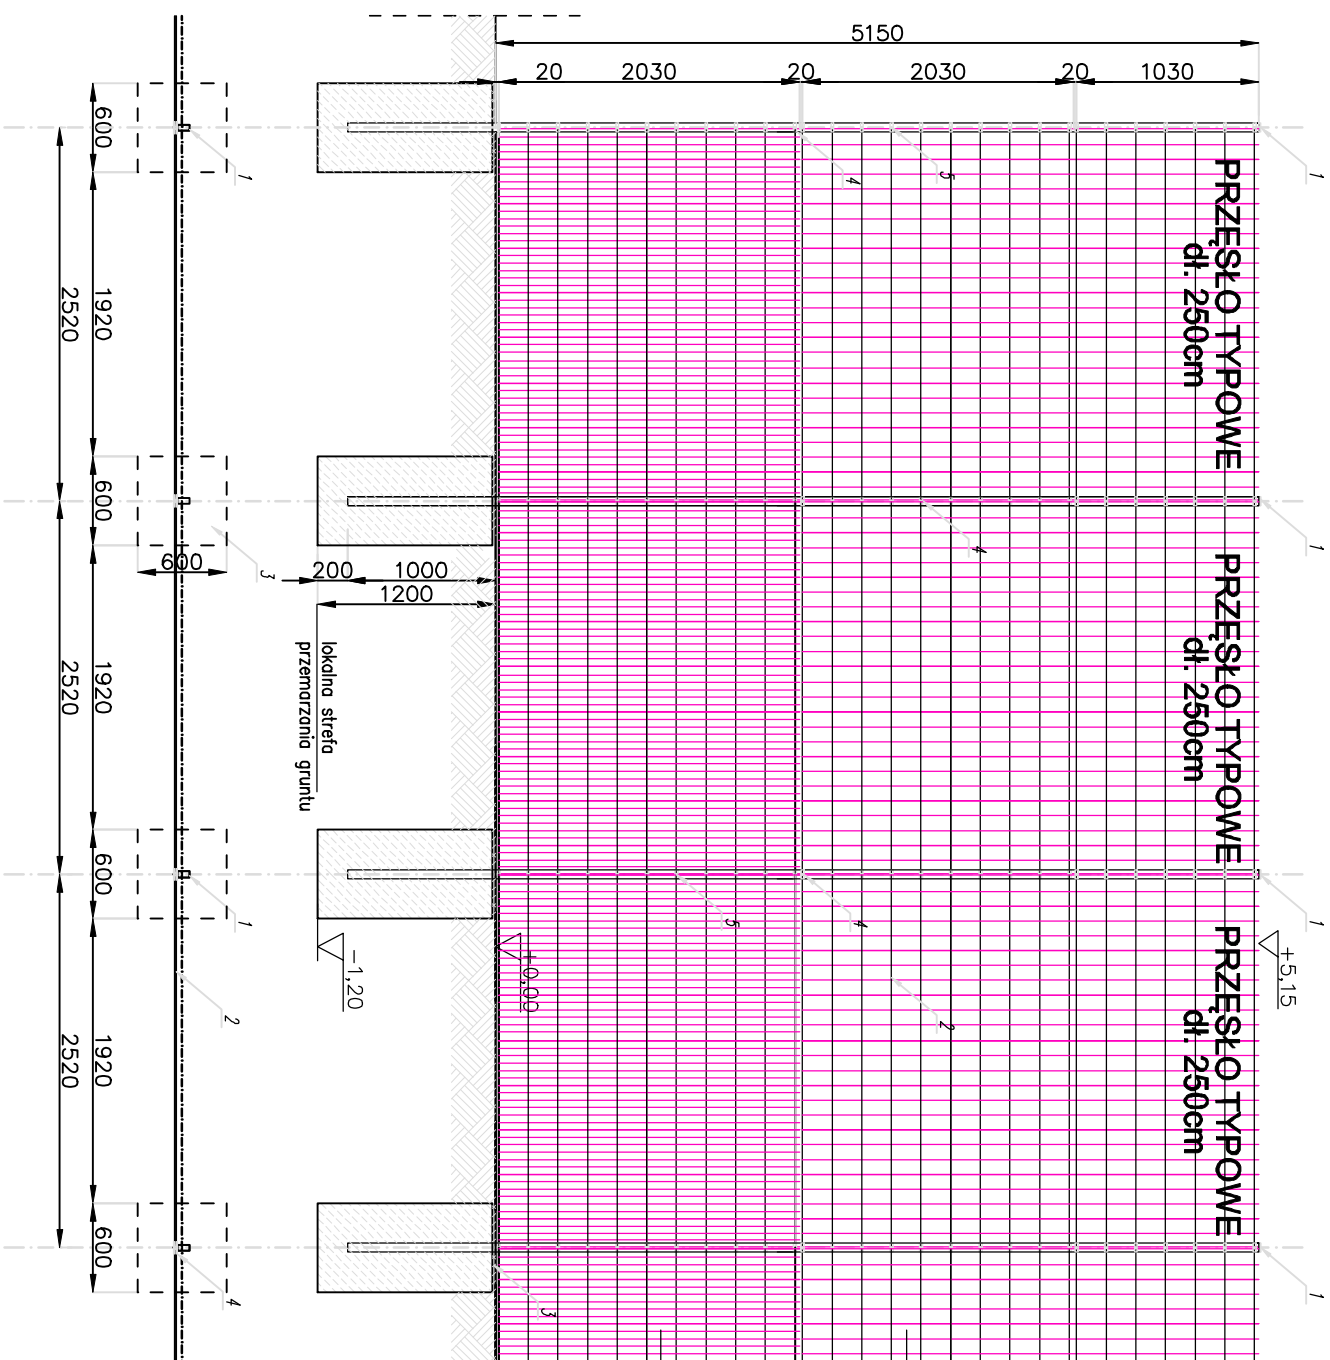 5150
20 2030 20 2030 20 1030
1
1
1
1
PRZĘSŁO TYPOWE
dł. 250cm
PRZĘSŁO TYPOWE
dł. 250cm
PRZĘSŁO TYPOWE
dł. 250cm
5
4
4
5
4
2
3
+5,15
+0,00
-1,20
200 1000
1200
lokalna strefa
przemarzania gruntu
600
1
3
1
2
4
600 1920 600 1920 600 1920 600
2520 2520 2520